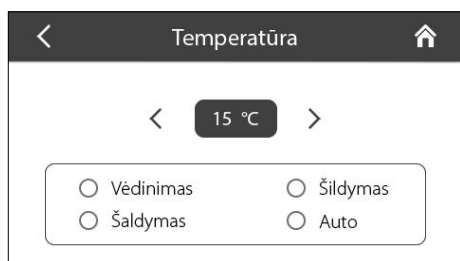 Temperatūra
15 °C
Vėdinimas
Šildymas
Šaldymas
Auto